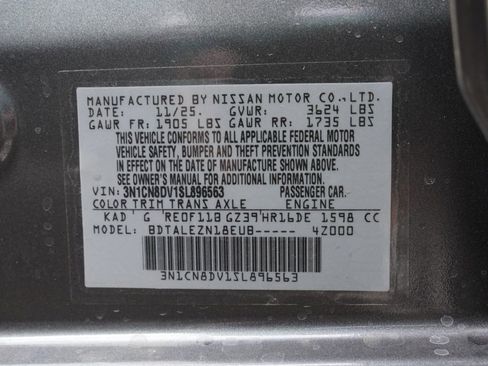 MANUFACTURED BY NISSAN MOTOR CO.,LTD.
DATE: 11/25. GVWR: 3624 LBS
GAWR FR: 1905 LBS GAWR RR: 1735 LBS
THIS VEHICLE CONFORMS TO ALL APPLICABLE FEDERAL MOTOR
VEHICLE SAFETY, BUMPER AND THEFT PREVENTION STANDARDS
IN EFFECT ON THE DATE OF MANUFACTURE SHOWN ABOVE.
SEE OWNER'S MANUAL FOR ADDITIONAL INFORMATION
VIN: 3N1CN8DV1SL896563 PASSENGER CAR.
COLOR TRIM TRANS AXLE ENGINE
KAD G RE0F11B GZ39 HR16DE 1598 CC
MODEL: BDTALEZN18EUB----- 4Z000
3N1CN8DV1SL896563